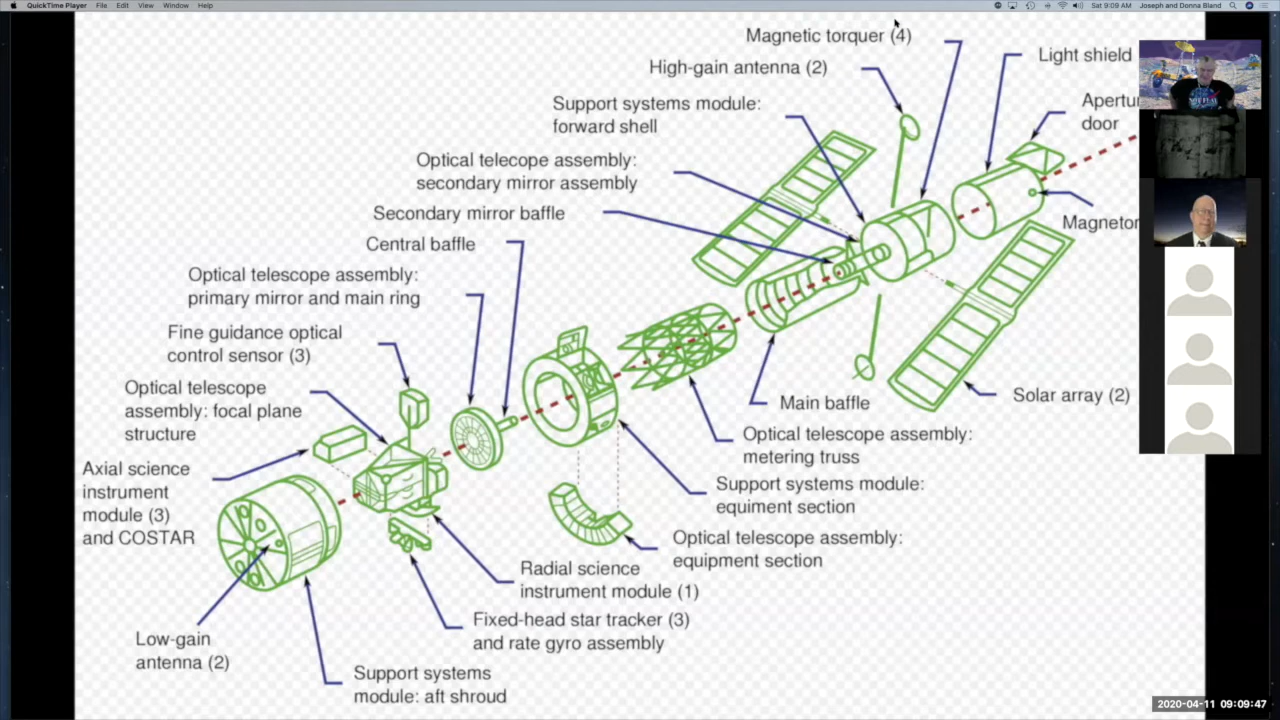 QuickTime Player File Edit View Window Help
Sat 9:09 AM Joseph and Donna Bland
Magnetic torquer (4)
High-gain antenna (2)
Light shield
Support systems module:
forward shell
Apertu
door
Optical telecope assembly:
secondary mirror assembly
Secondary mirror baffle
Magnetor
Central baffle
Optical telescope assembly:
primary mirror and main ring
Fine guidance optical
control sensor (3)
Optical telescope
assembly: focal plane
structure
Main baffle
Solar array (2)
Optical telescope assembly:
metering truss
Axial science
instrument
module (3)
and COSTAR
Support systems module:
equiment section
Optical telescope assembly:
equipment section
Radial science
instrument module (1)
Fixed-head star tracker (3)
and rate gyro assembly
Low-gain
antenna (2)
Support systems
module: aft shroud
2020-04-11 09:09:47